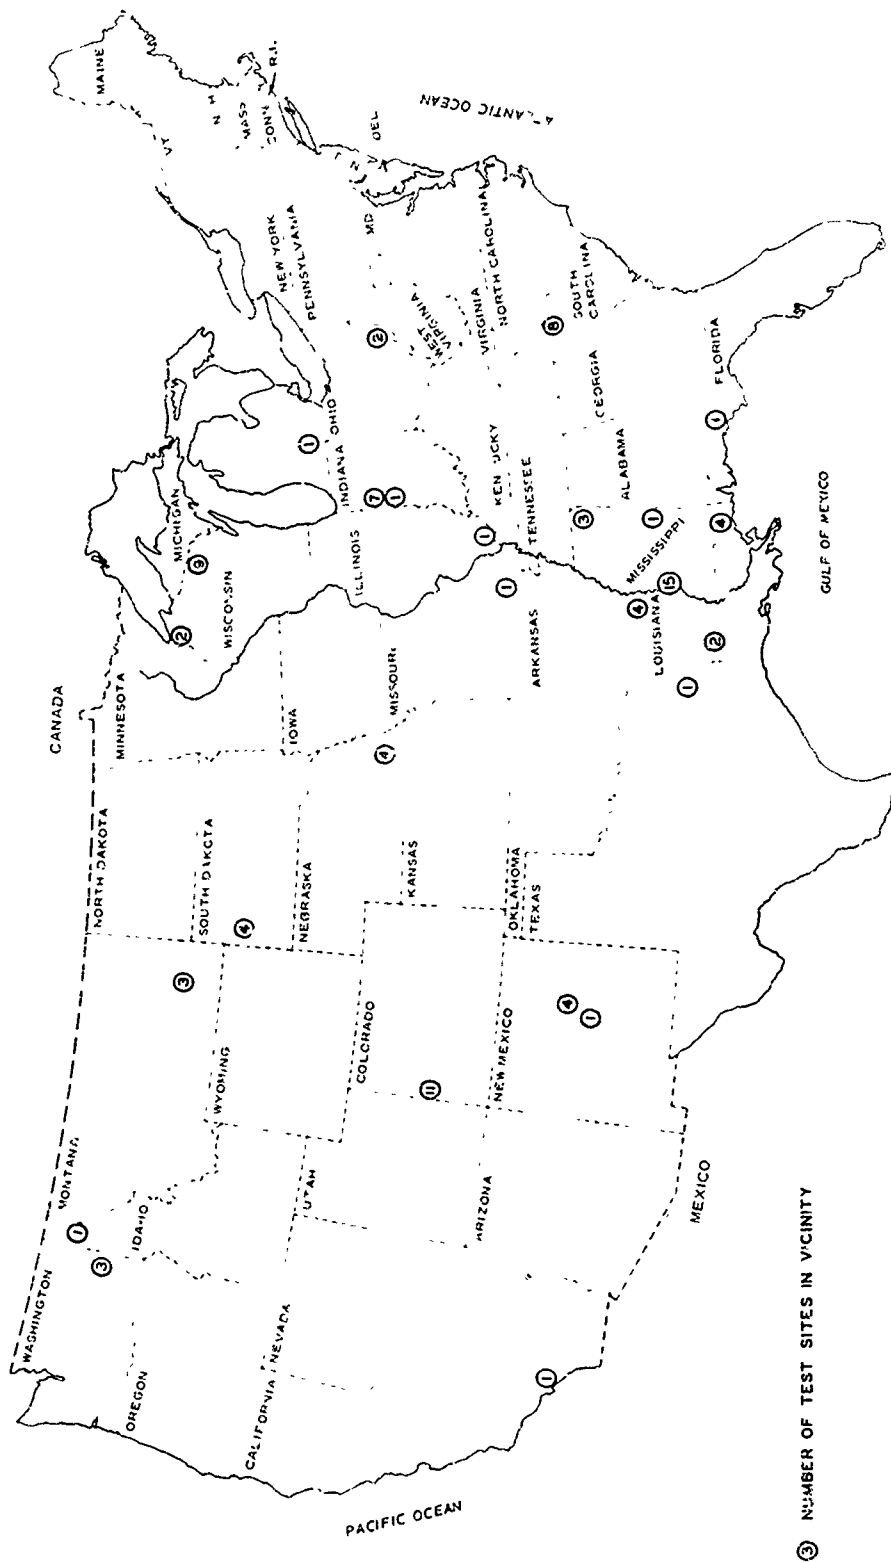 CANADA
WASHINGTON
MONTANA
NORTH DAKOTA
MINNESOTA
MAINE
VT
N H
MASS
CONN
R.I.
OREGON
IDAHO
SOUTH DAKOTA
WISCONSIN
MICHIGAN
NEW YORK
PENNSYLVANIA
WYOMING
NEBRASKA
IOWA
ILLINOIS
INDIANA
OHIO
MD
DEL
CALIFORNIA
NEVADA
UTAH
COLORADO
KANSAS
MISSOURI
KEN UCKY
WEST
VIRGINIA
VIRGINIA
NORTH CAROLINA
ARIZONA
NEW MEXICO
OKLAHOMA
TEXAS
ARKANSAS
TENNESSEE
SOUTH
CAROLINA
LOUISIANA
MISSISSIPPI
ALABAMA
GEORGIA
FLORIDA
PACIFIC OCEAN
MEXICO
GULF OF MEXICO
ATLANTIC OCEAN
1
3
3
4
2
9
1
2
7
1
4
11
4
1
1
1
1
3
8
4
15
1
1
2
4
1
3 NUMBER OF TEST SITES IN VICINITY